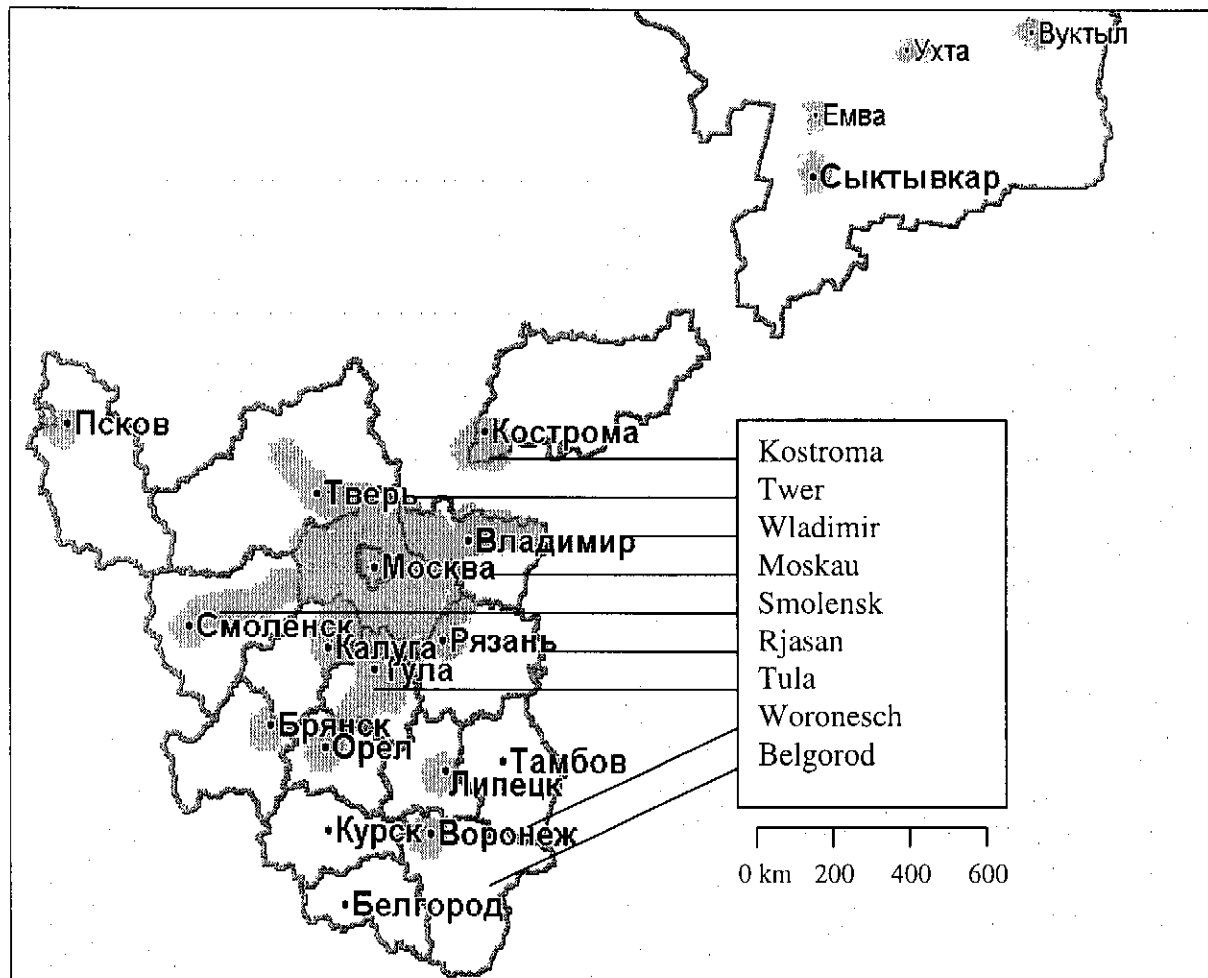 Вуктыл
Ухта
Емва
Сыктывкар
Псков
Кострома
Тверь
Владимир
Москва
Смоленск
Рязань
Калуга
Тула
Брянск
Орел
Тамбов
Липецк
Курск
Воронеж
Белгород
Kostroma
Twer
Wladimir
Moskau
Smolensk
Rjasan
Tula
Woronesch
Belgorod
0 km 200 400 600